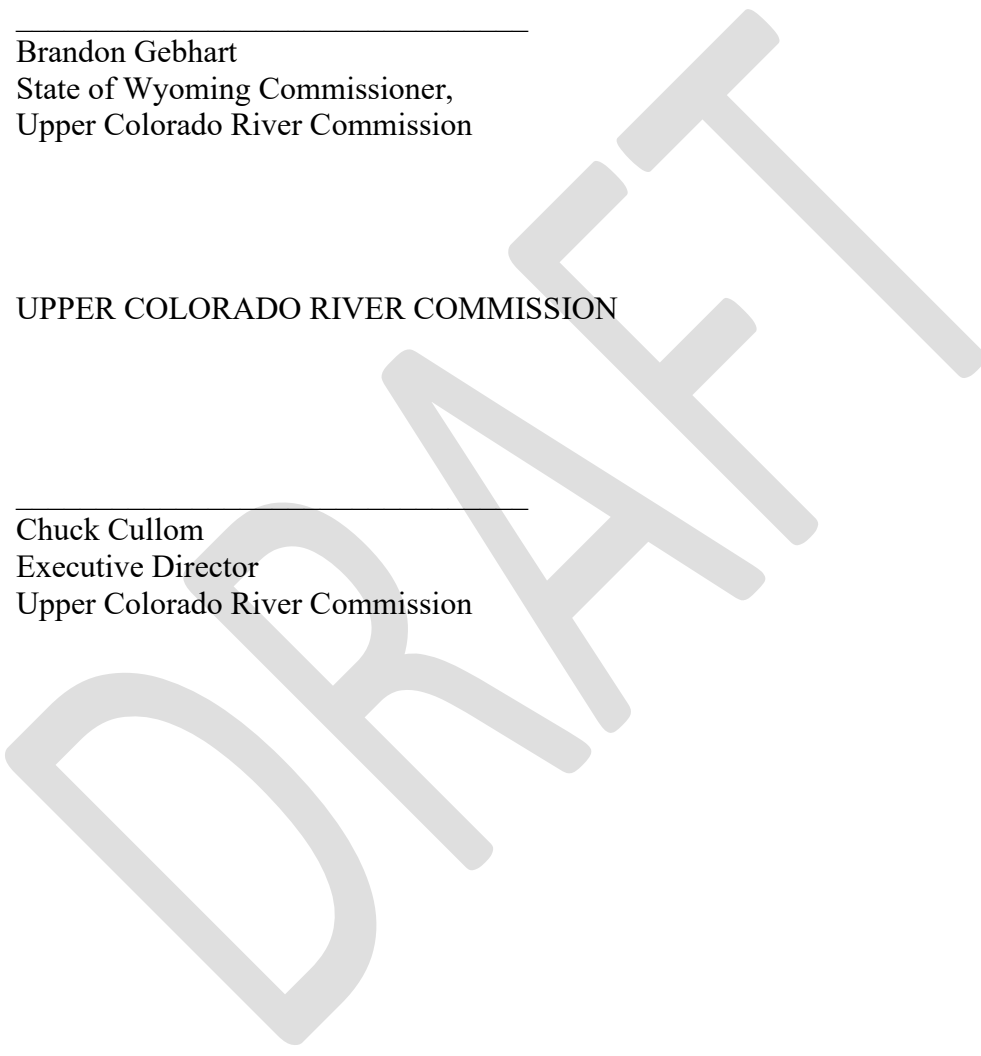 Brandon Gebhart
State of Wyoming Commissioner,
Upper Colorado River Commission
UPPER COLORADO RIVER COMMISSION
Chuck Cullom
Executive Director
Upper Colorado River Commission
DRAFT